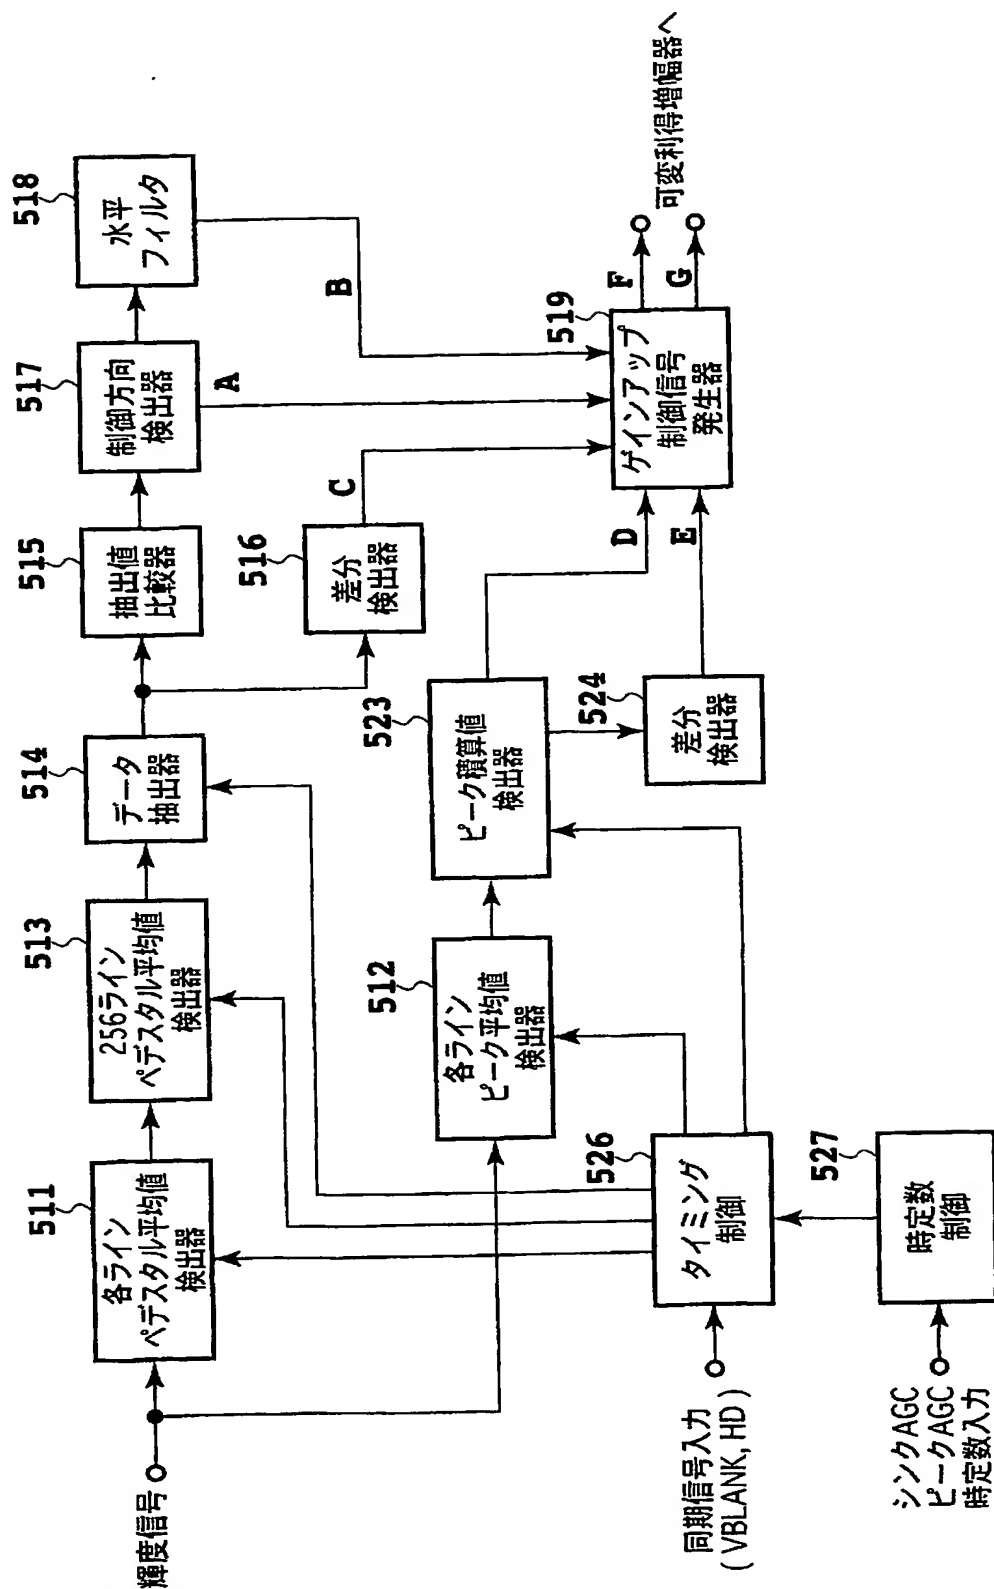 518
水平
フィルタ
517
制御方向
検出器
515
抽出値
比較器
514
データ
抽出器
513
256ライン
ペデスタル平均値
検出器
511
各ライン
ペデスタル平均値
検出器
輝度信号
A
B
C
516
差分
検出器
519
ゲインアップ
制御信号
発生器
D
E
F
G
可変利得増幅器へ
523
ピーク積算値
検出器
524
差分
検出器
512
各ライン
ピーク平均値
検出器
526
タイミング
制御
同期信号入力
(VBLANK, HD)
527
時定数
制御
シンクAGC
ピークAGC
時定数入力